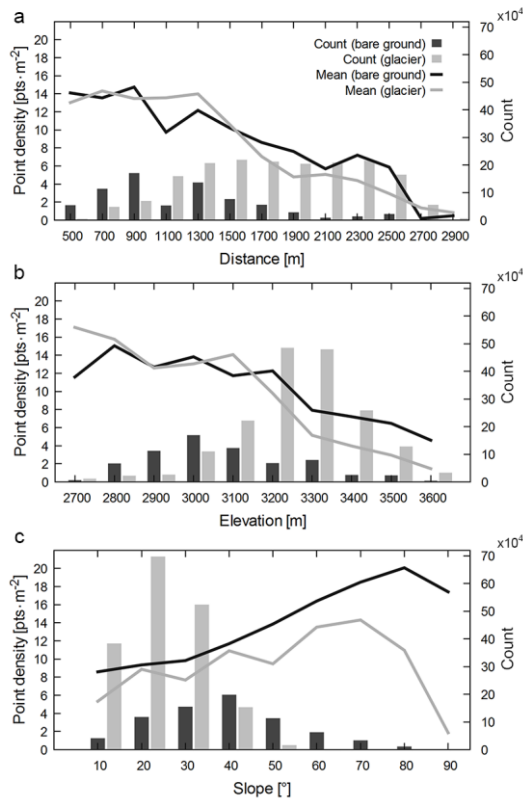 a
Count (bare ground)
Count (glacier)
Mean (bare ground)
Mean (glacier)
Point density [pts·m⁻²]
20
18
16
14
12
10
8
6
4
2
0
70
60
50
40
30
20
10
0
x10⁴
Count
500 700 900 1100 1300 1500 1700 1900 2100 2300 2500 2700 2900
Distance [m]
b
Point density [pts·m⁻²]
20
18
16
14
12
10
8
6
4
2
0
70
60
50
40
30
20
10
0
x10⁴
Count
2700 2800 2900 3000 3100 3200 3300 3400 3500 3600
Elevation [m]
c
Point density [pts·m⁻²]
20
18
16
14
12
10
8
6
4
2
0
70
60
50
40
30
20
10
0
x10⁴
Count
10 20 30 40 50 60 70 80 90
Slope [°]